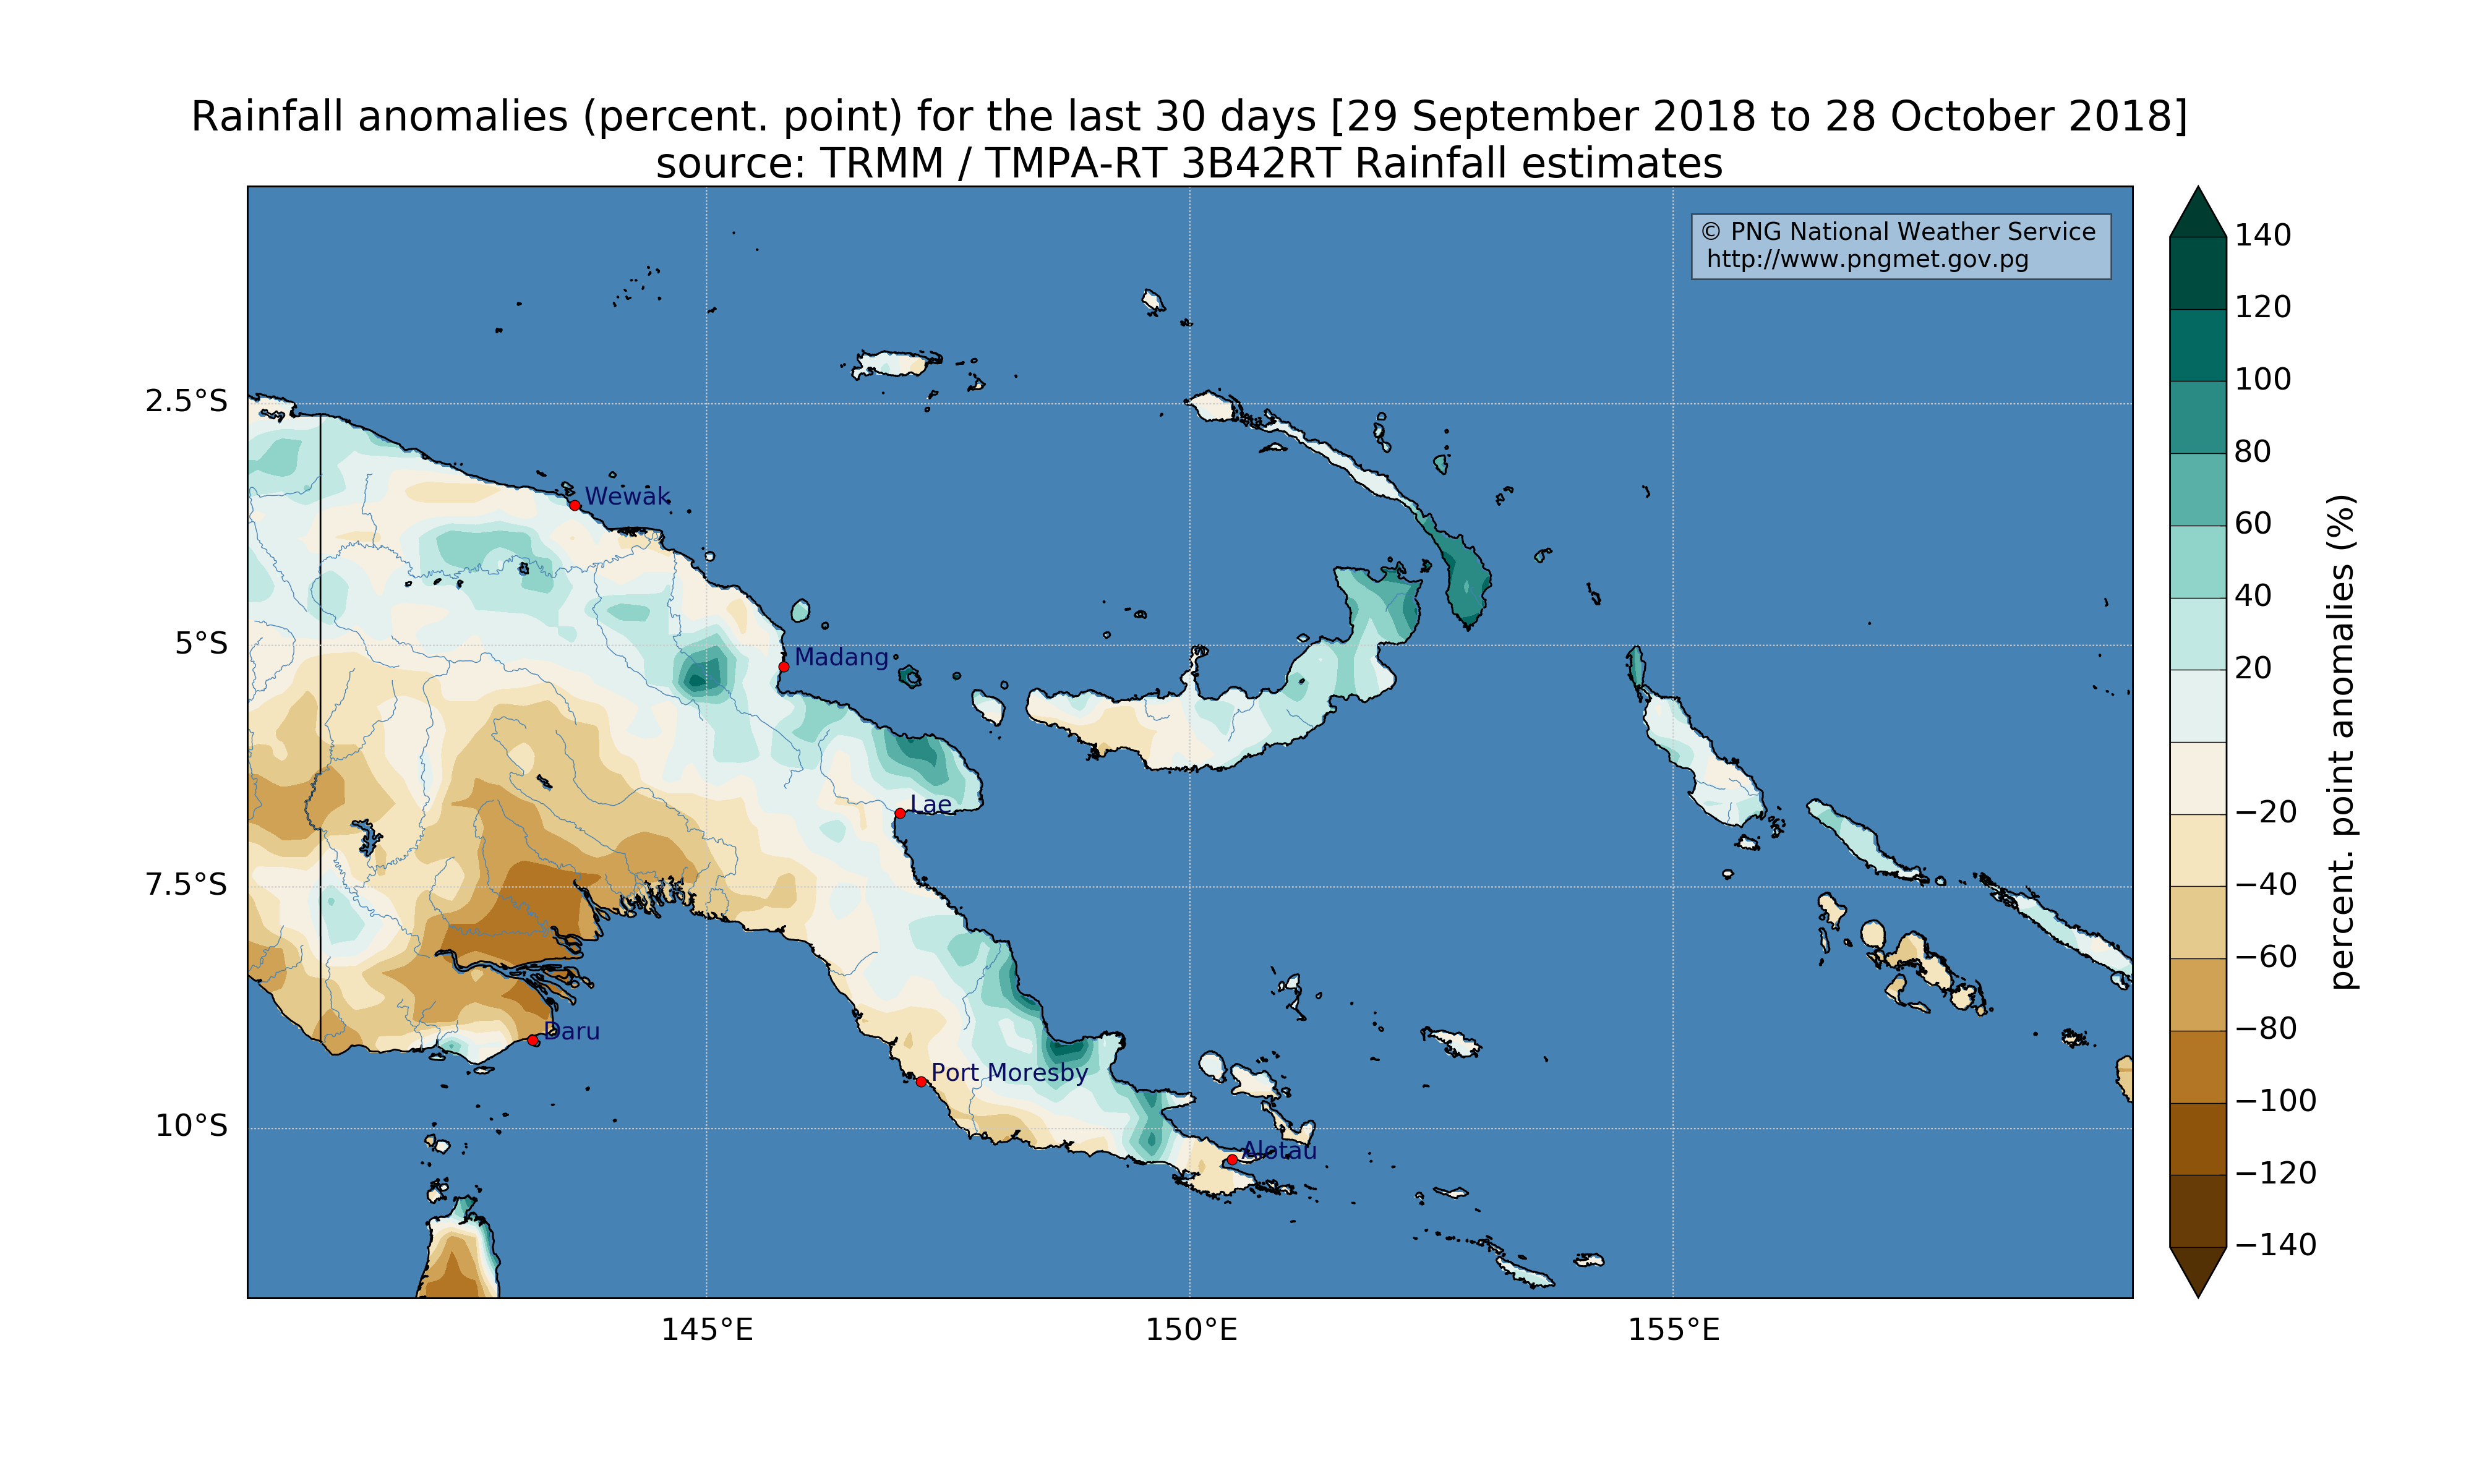 Rainfall anomalies (percent. point) for the last 30 days [29 September 2018 to 28 October 2018]
source: TRMM / TMPA-RT 3B42RT Rainfall estimates
© PNG National Weather Service
http://www.pngmet.gov.pg
2.5°S
5°S
7.5°S
10°S
Wewak
Madang
Lae
Daru
Port Moresby
Alotau
145°E
150°E
155°E
140
120
100
80
60
40
20
−20
−40
−60
−80
−100
−120
−140
percent. point anomalies (%)